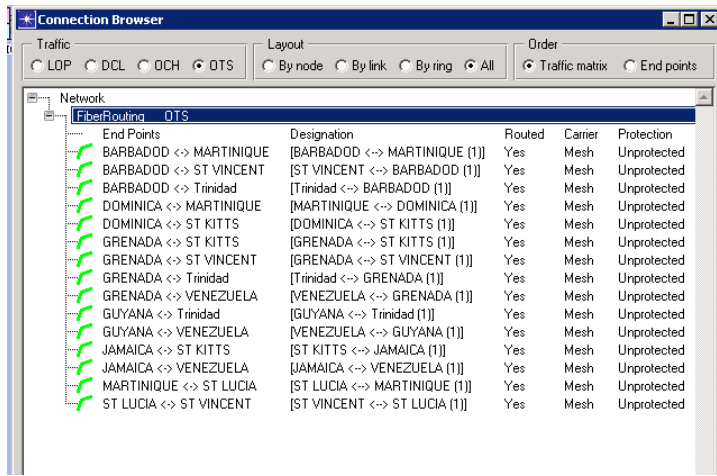 Connection Browser
Traffic Layout Order
LOP DCL OCH OTS By node By link By ring All Traffic matrix End points
Network
FiberRouting OTS
End Points Designation Routed Carrier Protection
BARBADOD <-> MARTINIQUE [BARBADOD <--> MARTINIQUE (1)] Yes Mesh Unprotected
BARBADOD <-> ST VINCENT [ST VINCENT <--> BARBADOD (1)] Yes Mesh Unprotected
BARBADOD <-> Trinidad [Trinidad <--> BARBADOD (1)] Yes Mesh Unprotected
DOMINICA <-> MARTINIQUE [MARTINIQUE <--> DOMINICA (1)] Yes Mesh Unprotected
DOMINICA <-> ST KITTS [DOMINICA <--> ST KITTS (1)] Yes Mesh Unprotected
GRENADA <-> ST KITTS [GRENADA <--> ST KITTS (1)] Yes Mesh Unprotected
GRENADA <-> ST VINCENT [GRENADA <--> ST VINCENT (1)] Yes Mesh Unprotected
GRENADA <-> Trinidad [Trinidad <--> GRENADA (1)] Yes Mesh Unprotected
GRENADA <-> VENEZUELA [VENEZUELA <--> GRENADA (1)] Yes Mesh Unprotected
GUYANA <-> Trinidad [GUYANA <--> Trinidad (1)] Yes Mesh Unprotected
GUYANA <-> VENEZUELA [VENEZUELA <--> GUYANA (1)] Yes Mesh Unprotected
JAMAICA <-> ST KITTS [ST KITTS <--> JAMAICA (1)] Yes Mesh Unprotected
JAMAICA <-> VENEZUELA [JAMAICA <--> VENEZUELA (1)] Yes Mesh Unprotected
MARTINIQUE <-> ST LUCIA [ST LUCIA <--> MARTINIQUE (1)] Yes Mesh Unprotected
ST LUCIA <-> ST VINCENT [ST VINCENT <--> ST LUCIA (1)] Yes Mesh Unprotected